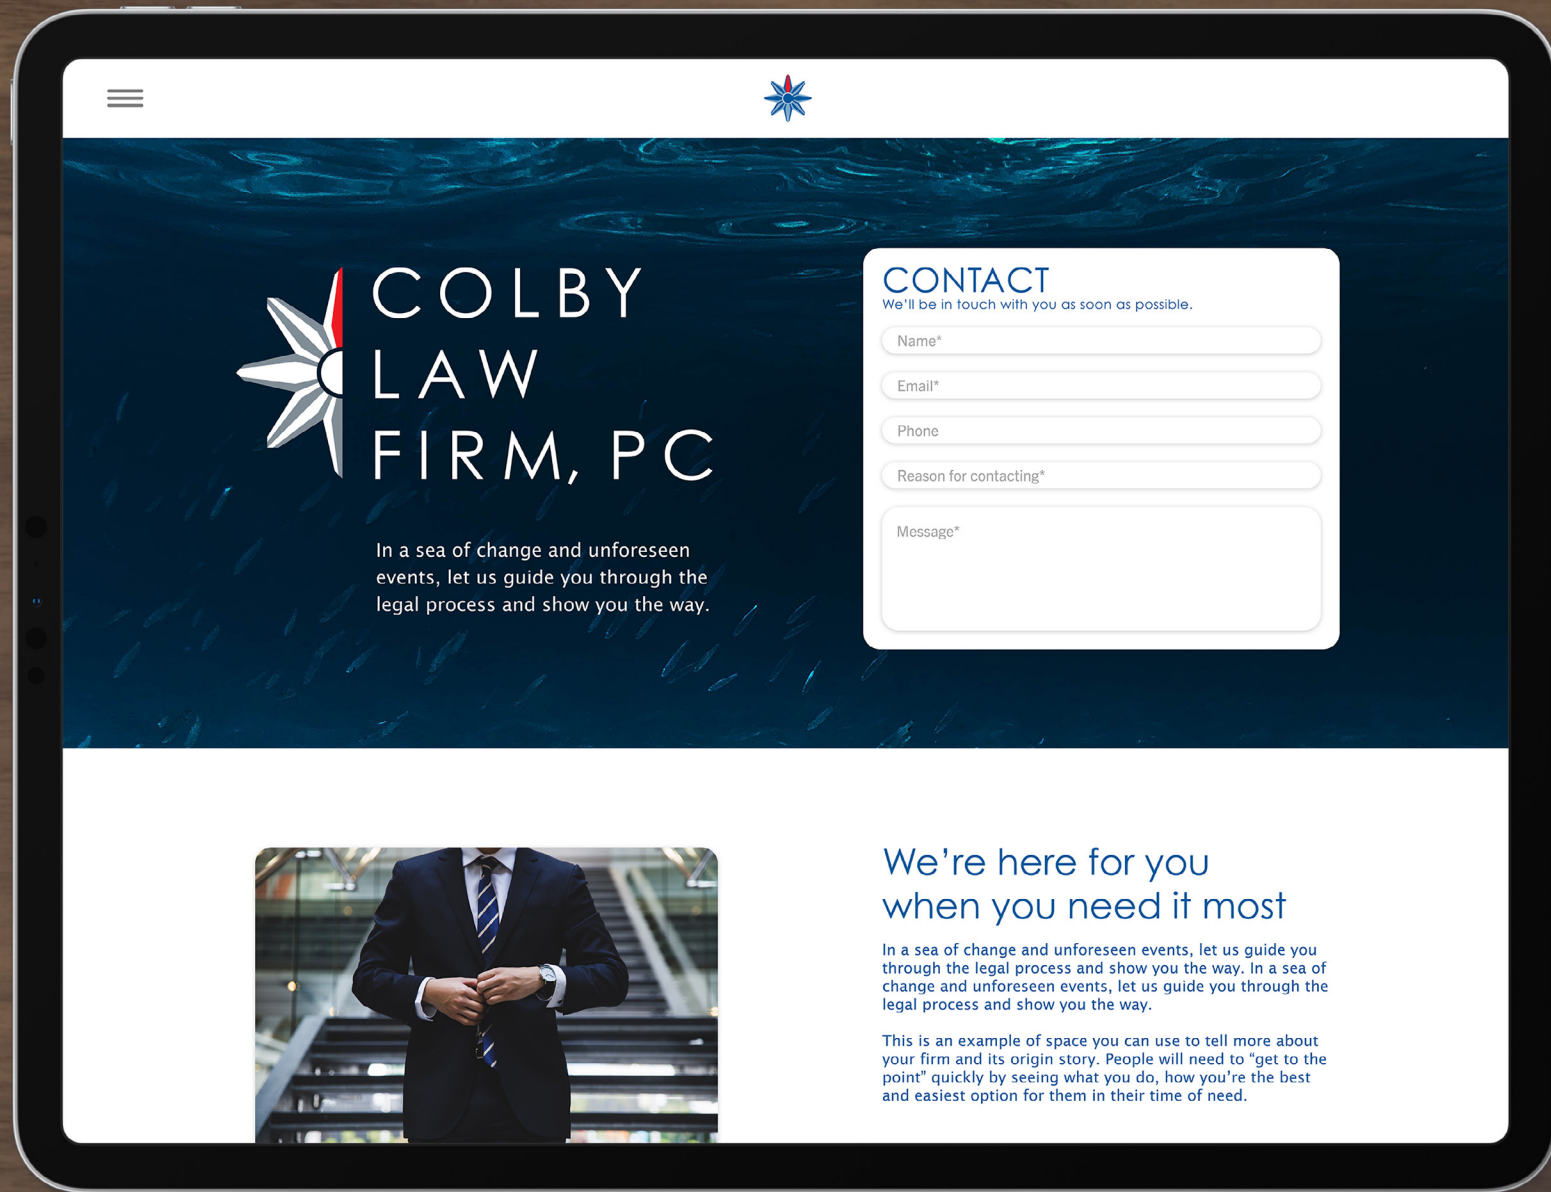 COLBY
LAW
FIRM, PC
In a sea of change and unforeseen
events, let us guide you through the
legal process and show you the way.
CONTACT
We'll be in touch with you as soon as possible.
Name*
Email*
Phone
Reason for contacting*
Message*
We're here for you
when you need it most
In a sea of change and unforeseen events, let us guide you
through the legal process and show you the way. In a sea of
change and unforeseen events, let us guide you through the
legal process and show you the way.
This is an example of space you can use to tell more about
your firm and its origin story. People will need to “get to the
point” quickly by seeing what you do, how you're the best
and easiest option for them in their time of need.